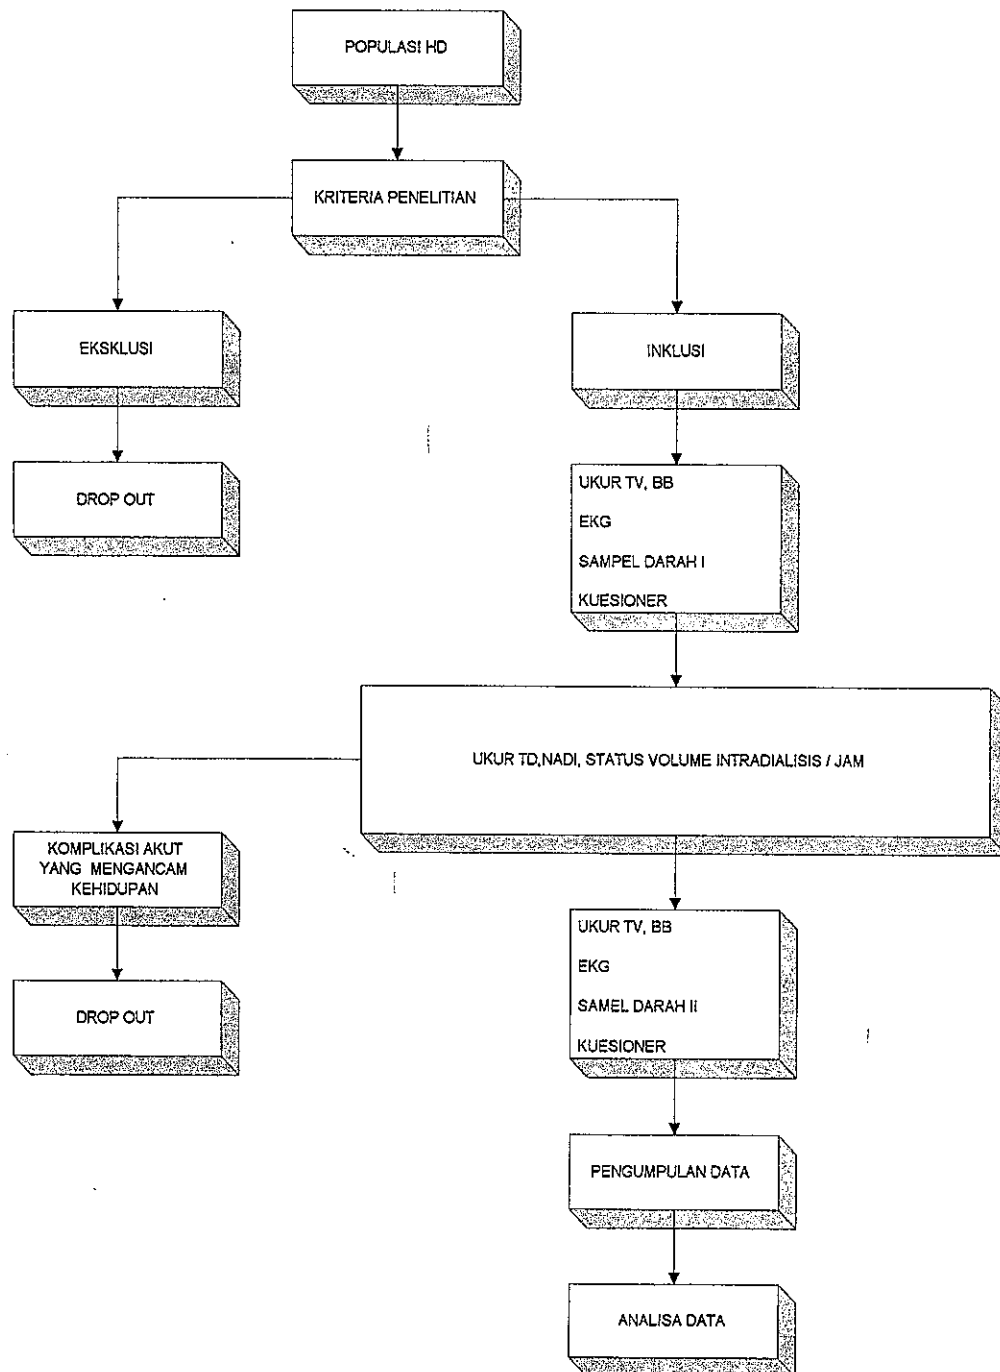 POPULASI HD
KRITERIA PENELITIAN
EKSKLUSI
INKLUSI
DROP OUT
UKUR TV, BB
EKG
SAMPEL DARAH I
KUESIONER
UKUR TD,NADI, STATUS VOLUME INTRADIALISIS / JAM
KOMPLIKASI AKUT
YANG MENGANCAM
KEHIDUPAN
DROP OUT
UKUR TV, BB
EKG
SAMEL DARAH II
KUESIONER
PENGUMPULAN DATA
ANALISA DATA